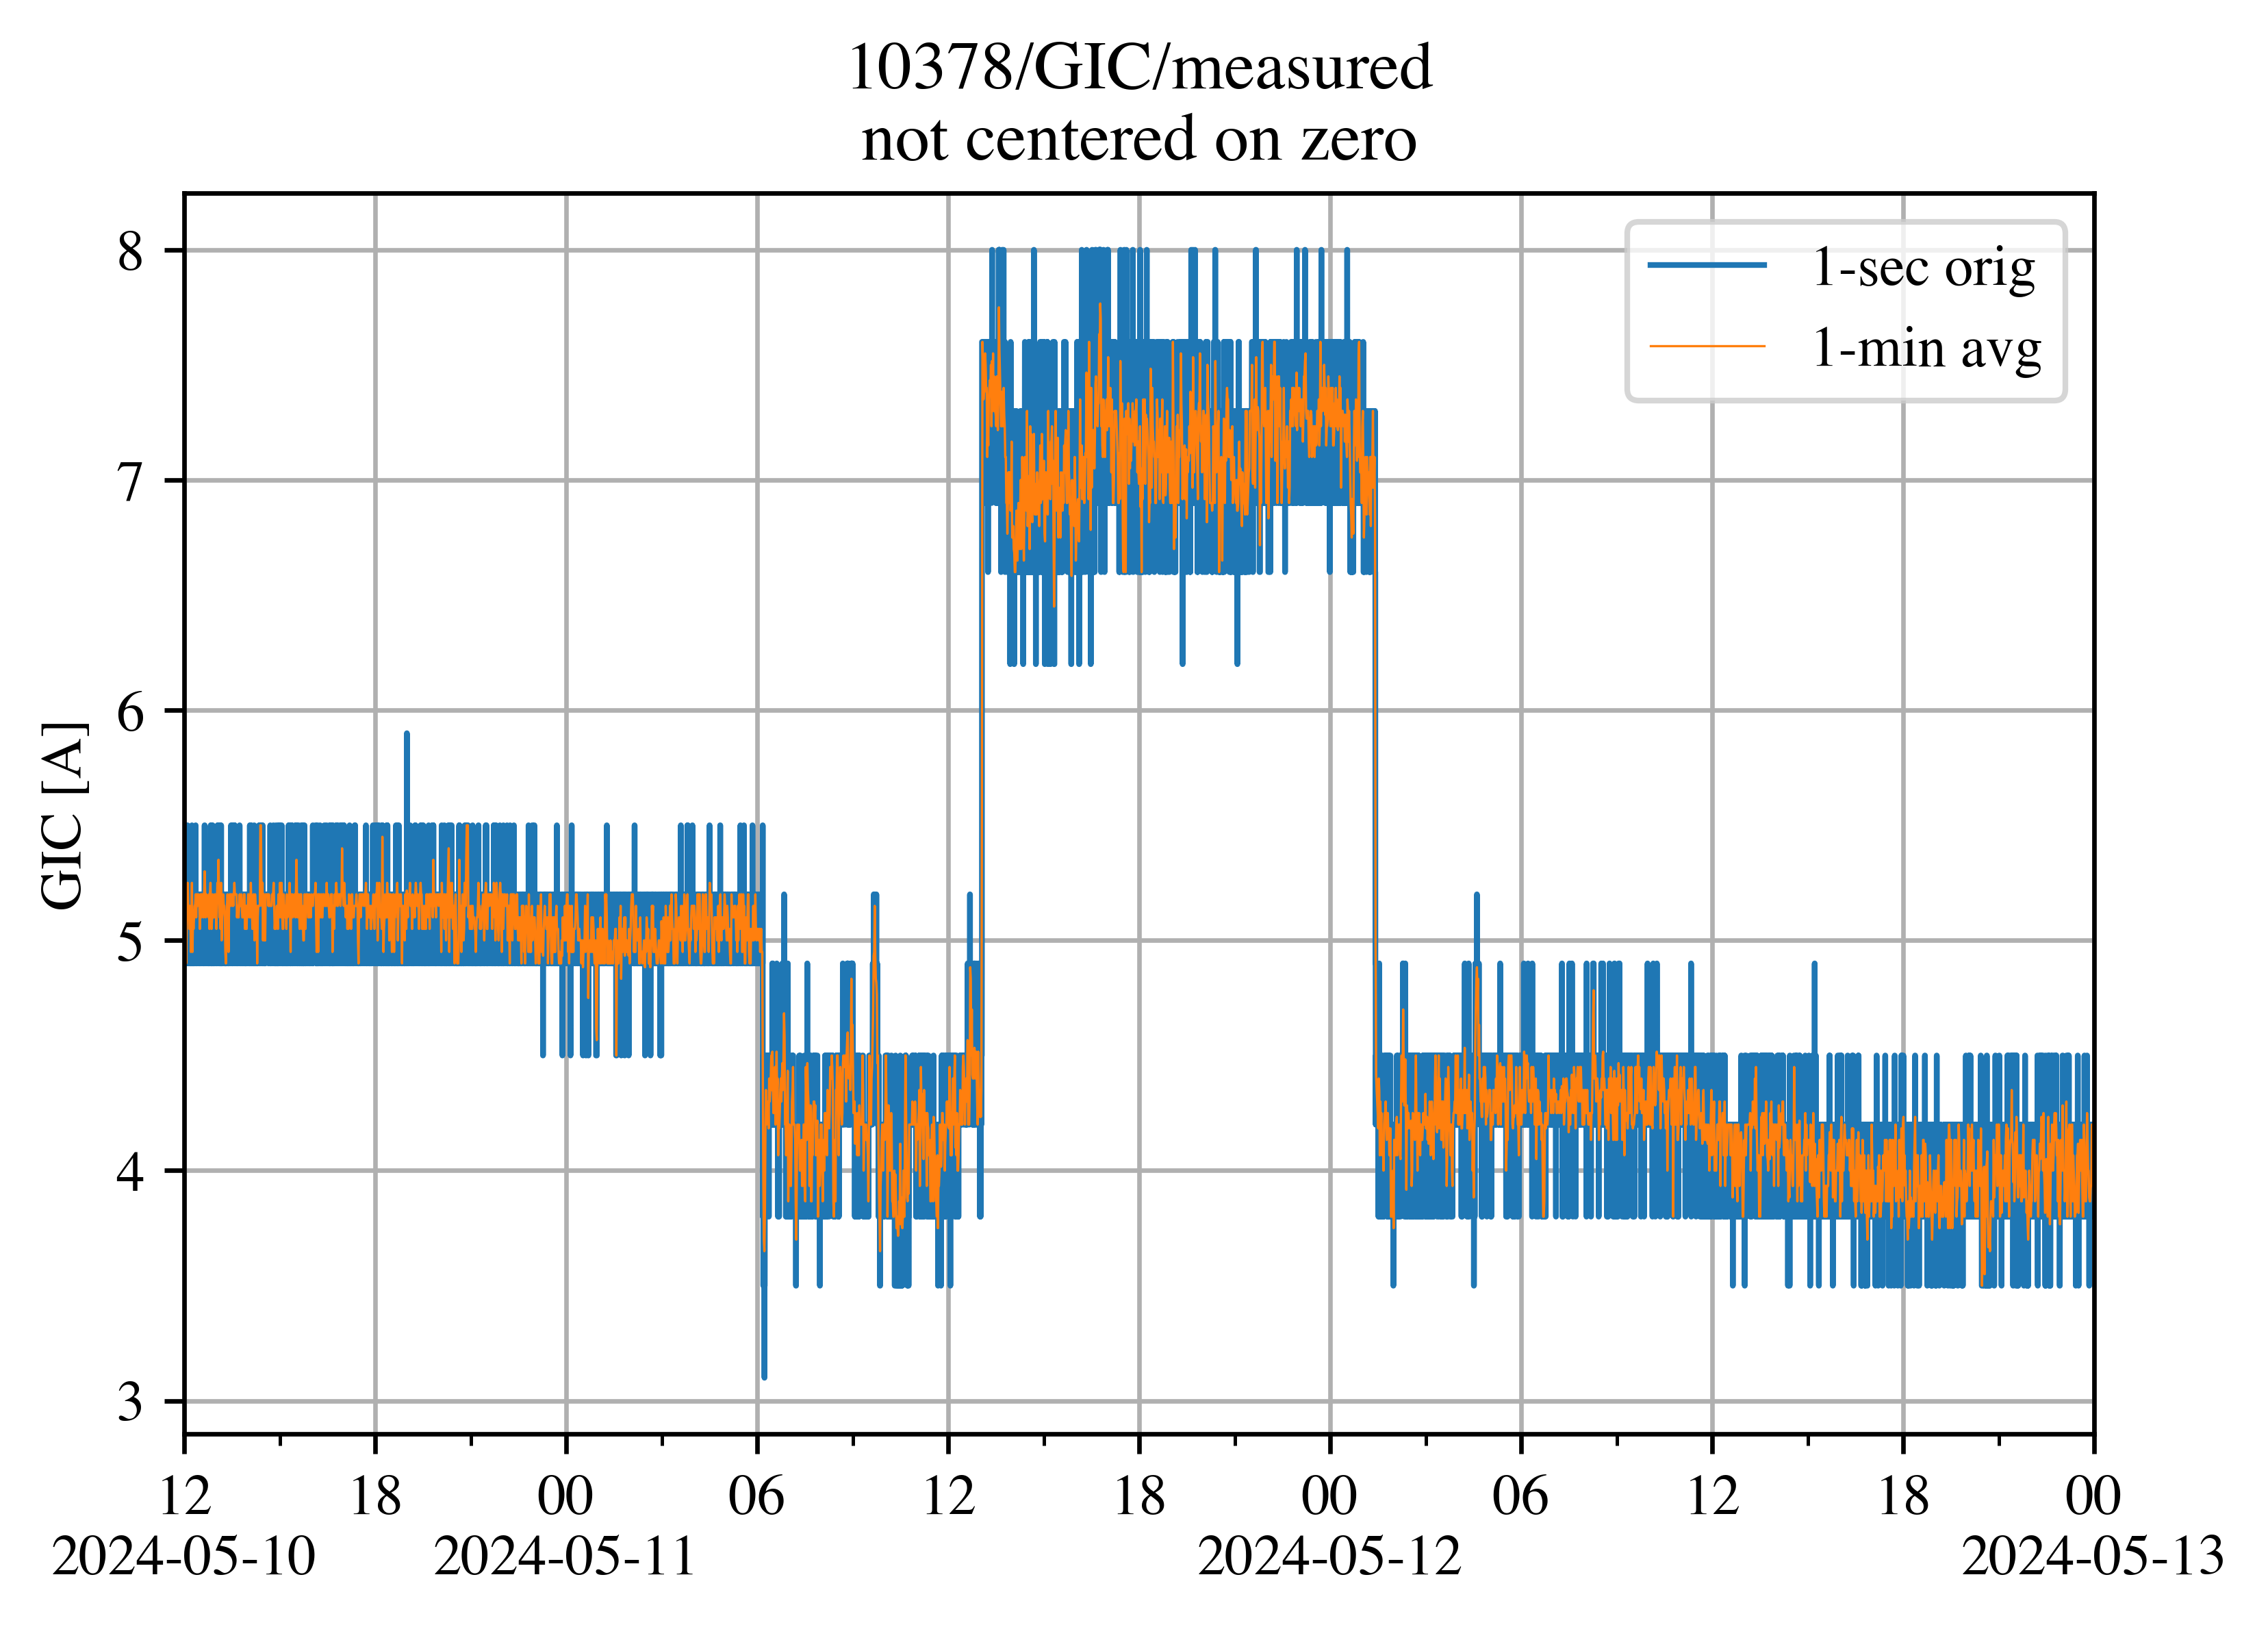 10378/GIC/measured
not centered on zero
1-sec orig
1-min avg
GIC [A]
8
7
6
5
4
3
12 18 00 06 12 18 00 06 12 18 00
2024-05-10 2024-05-11 2024-05-12 2024-05-13